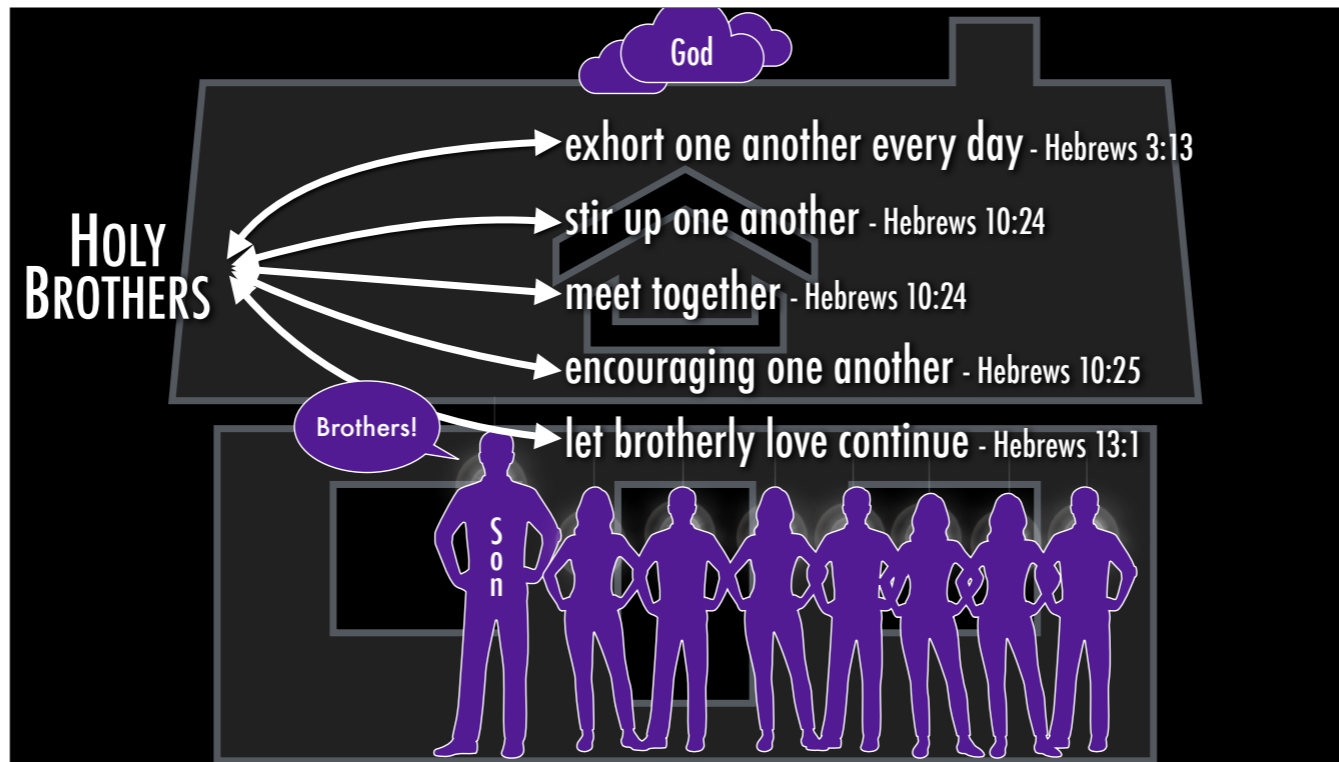 God
exhort one another every day - Hebrews 3:13
stir up one another - Hebrews 10:24
HOLY
BROTHERS
meet together - Hebrews 10:24
encouraging one another - Hebrews 10:25
Brothers!
let brotherly love continue - Hebrews 13:1
Son